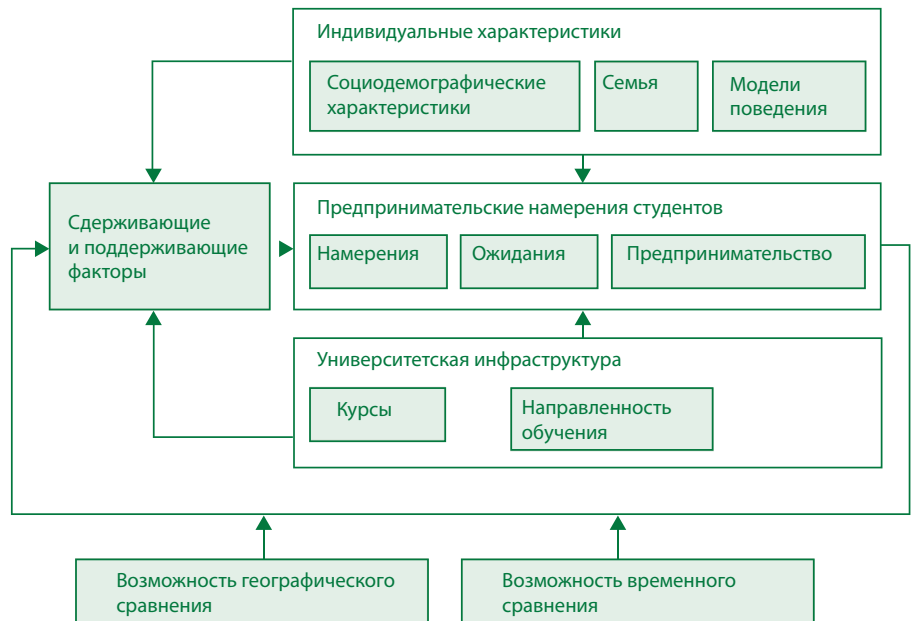 Индивидуальные характеристики
Социодемографические
характеристики
Семья
Модели
поведения
Сдерживающие
и поддерживающие
факторы
Предпринимательские намерения студентов
Намерения
Ожидания
Предпринимательство
Университетская инфраструктура
Курсы
Направленность
обучения
Возможность географического
сравнения
Возможность временного
сравнения